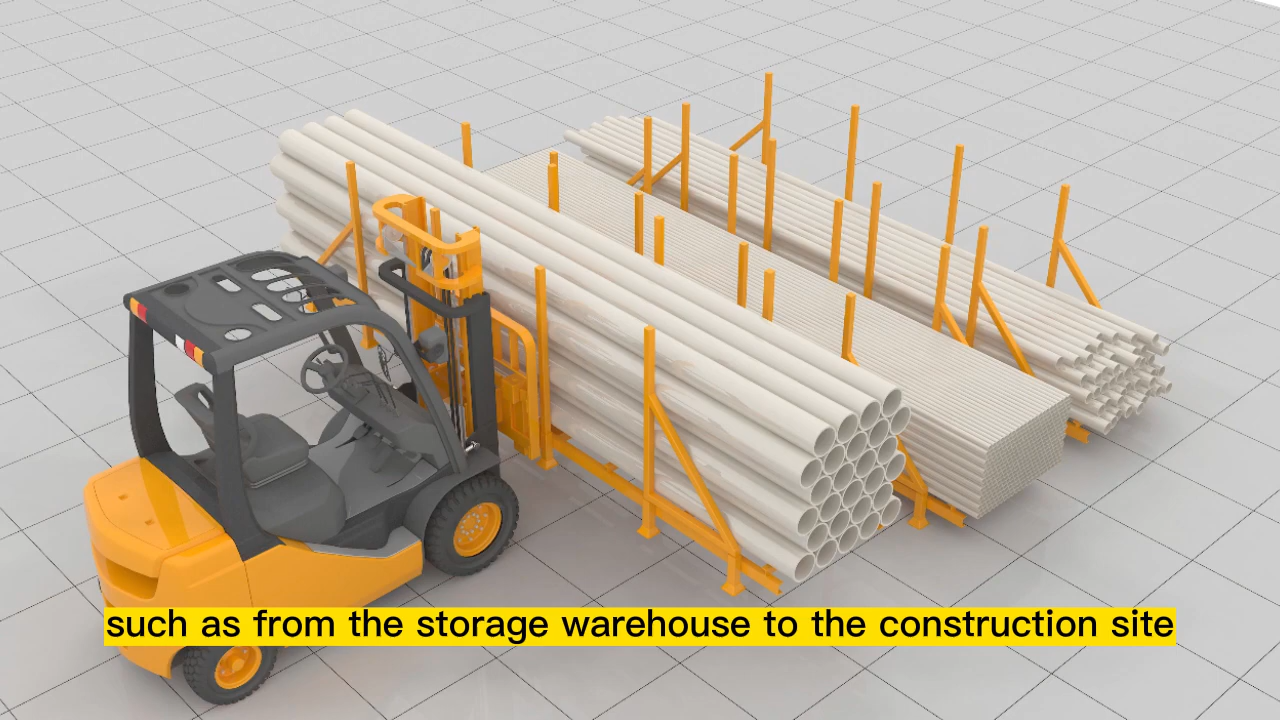 such as from the storage warehouse to the construction site